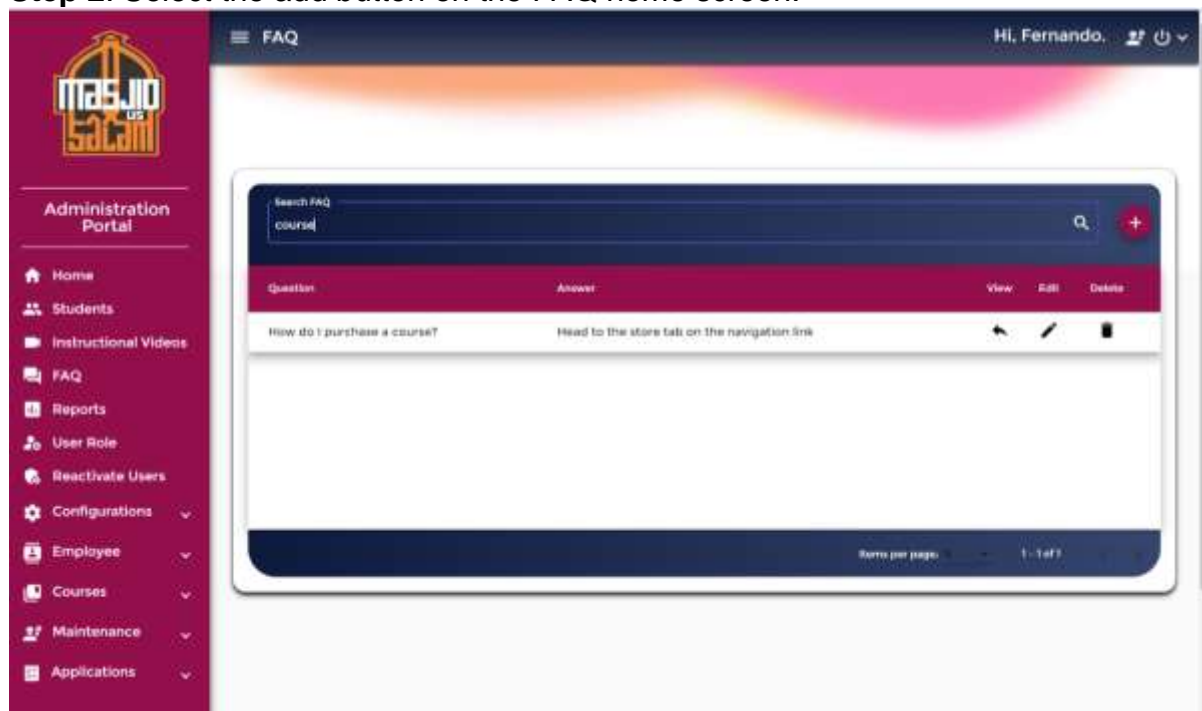 Step 2: Select the add button on the FAQ home screen.
FAQ
Hi, Fernando.
masjid
us
salam
Administration
Portal
Home
Students
Instructional Videos
FAQ
Reports
User Role
Reactivate Users
Configurations
Employee
Courses
Maintenance
Applications
Search FAQ
course
+
Question Answer View Edit Delete
How do I purchase a course? Head to the store tab on the navigation link
Items per page:
1 - 1 of 1